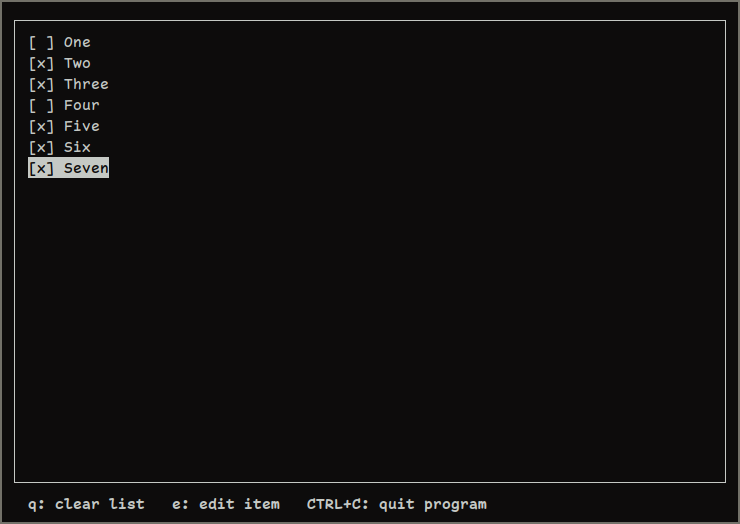 [ ] One
[x] Two
[x] Three
[ ] Four
[x] Five
[x] Six
[x] Seven
q: clear list   e: edit item   CTRL+C: quit program